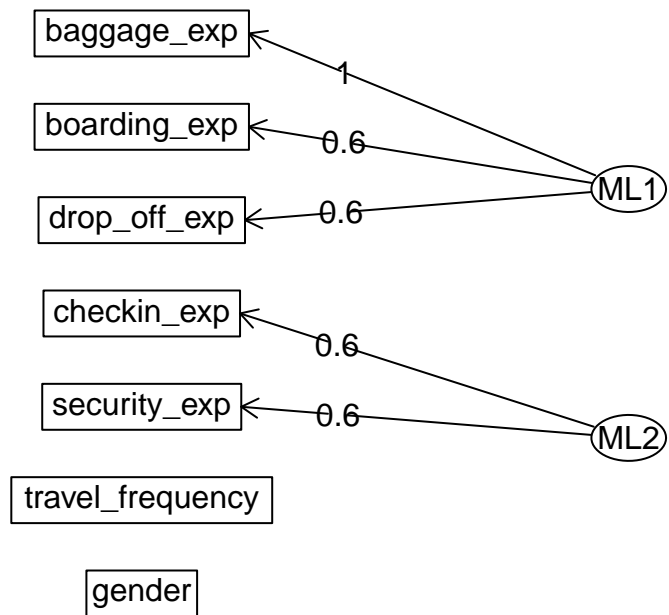 baggage_exp
1
boarding_exp
0.6
ML1
drop_off_exp
0.6
checkin_exp
0.6
security_exp
0.6
ML2
travel_frequency
gender